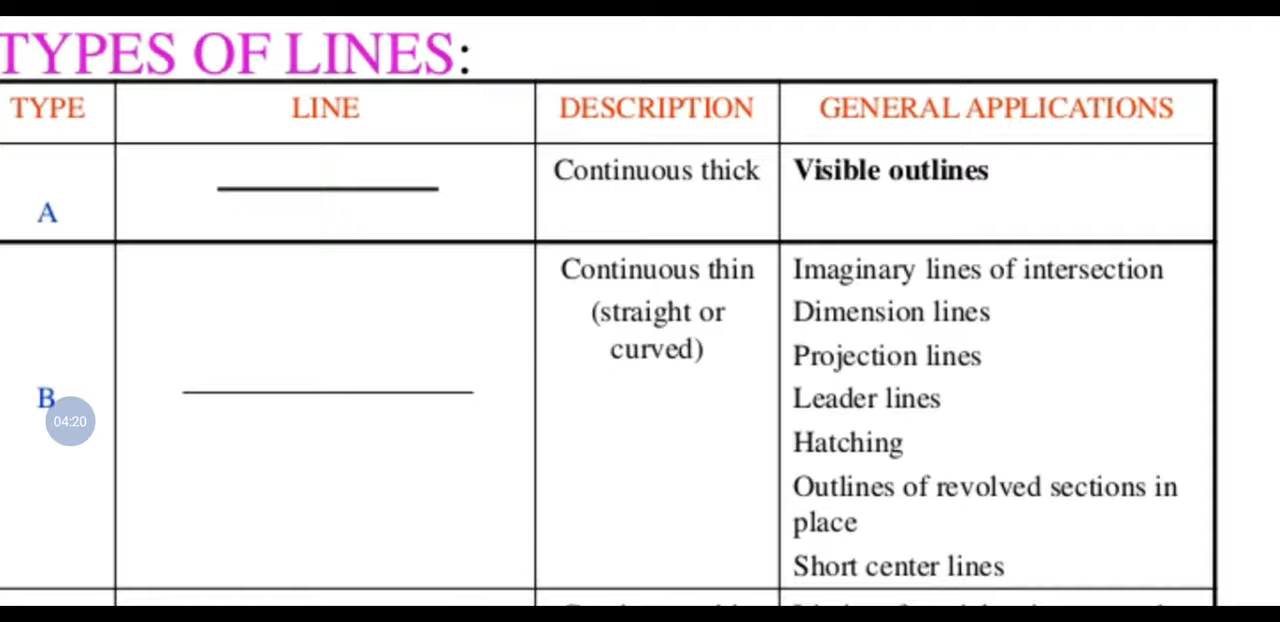 TYPES OF LINES:
TYPE LINE DESCRIPTION GENERAL APPLICATIONS
A Continuous thick Visible outlines
B
Continuous thin
(straight or
curved)
Imaginary lines of intersection
Dimension lines
Projection lines
Leader lines
Hatching
Outlines of revolved sections in
place
Short center lines
04:20